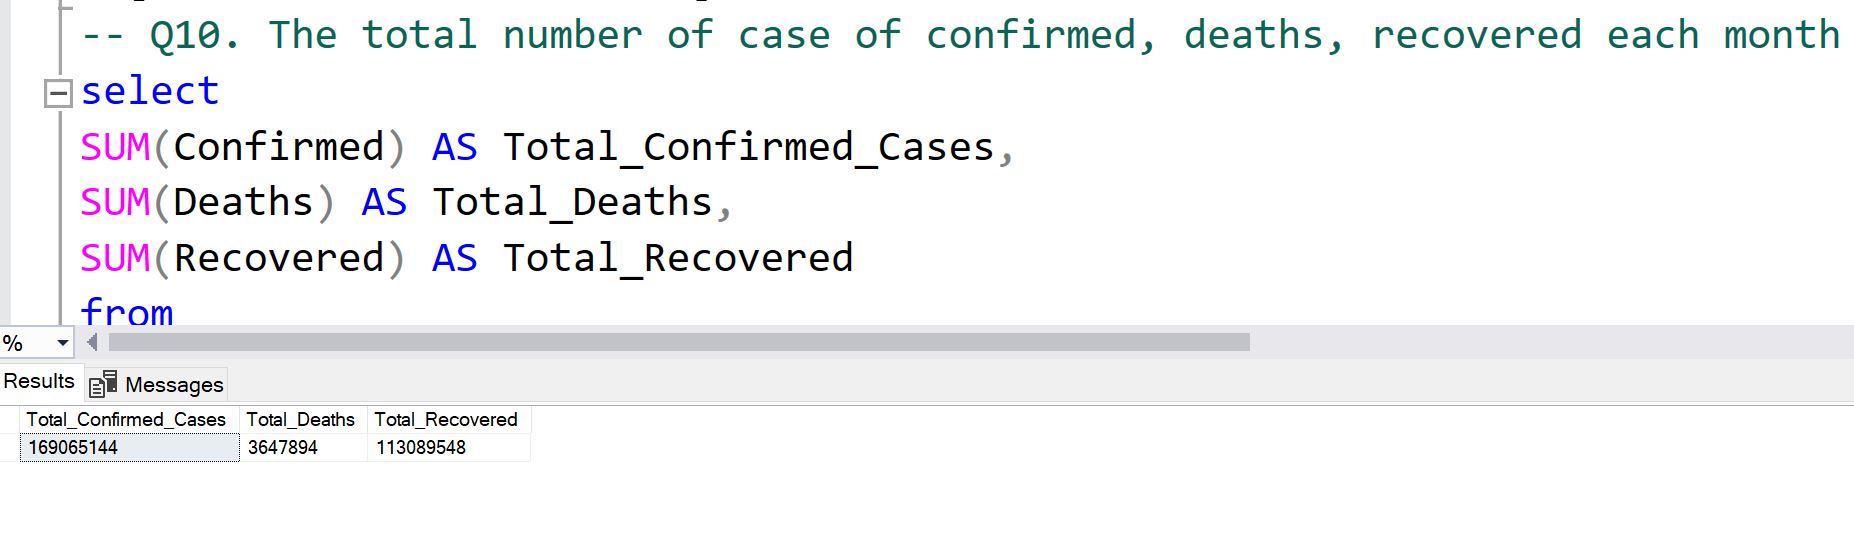 -- Q10. The total number of case of confirmed, deaths, recovered each month
select
SUM(Confirmed) AS Total_Confirmed_Cases,
SUM(Deaths) AS Total_Deaths,
SUM(Recovered) AS Total_Recovered
from
%
Results Messages
Total_Confirmed_Cases Total_Deaths Total_Recovered
169065144 3647894 113089548